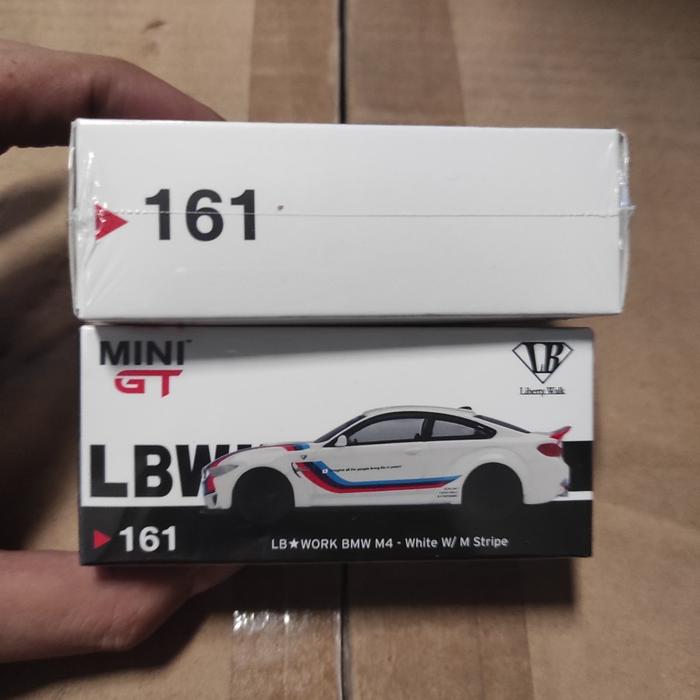 161
MINI
GT
LB
Liberty Walk
LBW
161
LB★WORK BMW M4 - White W/ M Stripe